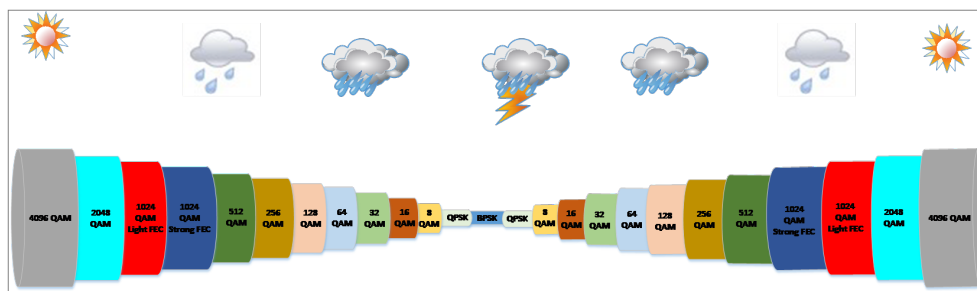 4096 QAM
2048
QAM
1024
QAM
Light FEC
1024
QAM
Strong FEC
512
QAM
256
QAM
128
QAM
64
QAM
32
QAM
16
QAM
8
QAM
QPSK
BPSK
QPSK
8
QAM
16
QAM
32
QAM
64
QAM
128
QAM
256
QAM
512
QAM
1024
QAM
Strong FEC
1024
QAM
Light FEC
2048
QAM
4096 QAM